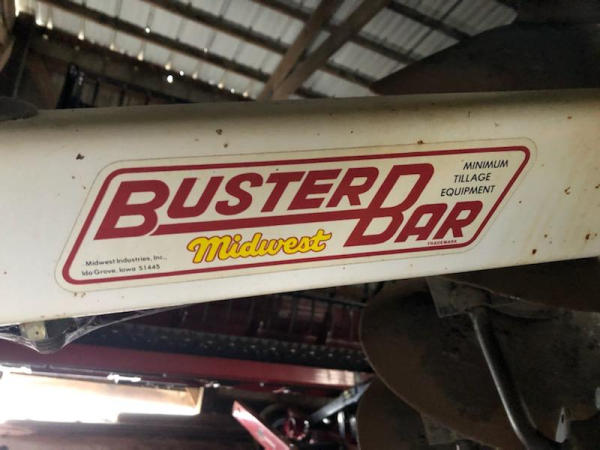 BUSTER BAR
Midwest
MINIMUM
TILLAGE
EQUIPMENT
TRADEMARK
Midwest Industries, Inc.,
Ida Grove, Iowa 51445